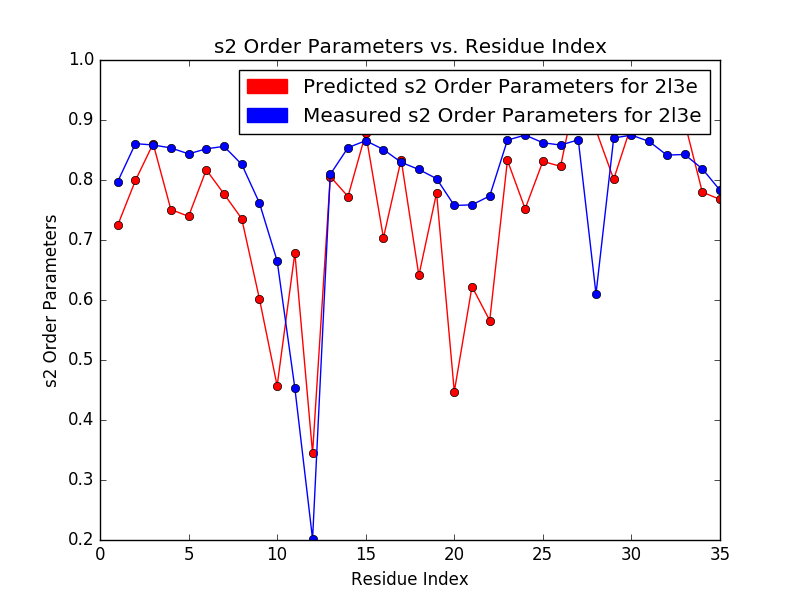 s2 Order Parameters vs. Residue Index
Predicted s2 Order Parameters for 2l3e
Measured s2 Order Parameters for 2l3e
1.0
0.9
0.8
0.7
0.6
0.5
0.4
0.3
0.2
s2 Order Parameters
0 5 10 15 20 25 30 35
Residue Index